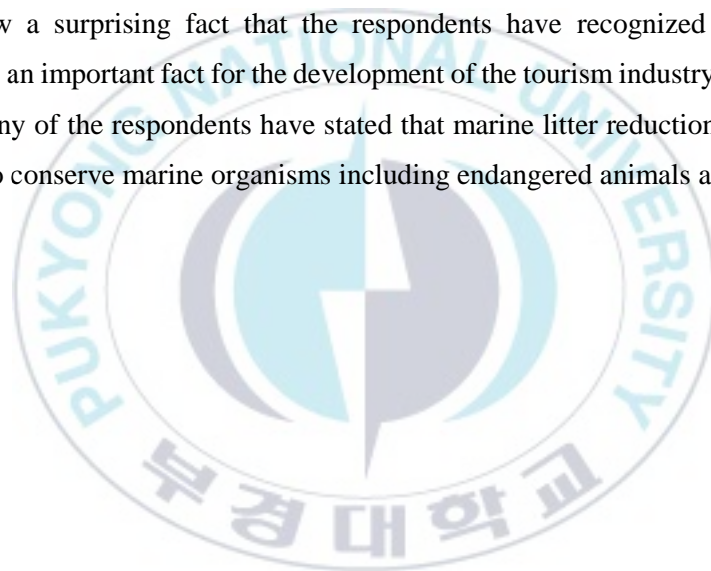 w a surprising fact that the respondents have recognized
an important fact for the development of the tourism industry
ny of the respondents have stated that marine litter reduction
o conserve marine organisms including endangered animals a
PUKYONG NATIONAL UNIVERSITY
부경대학교